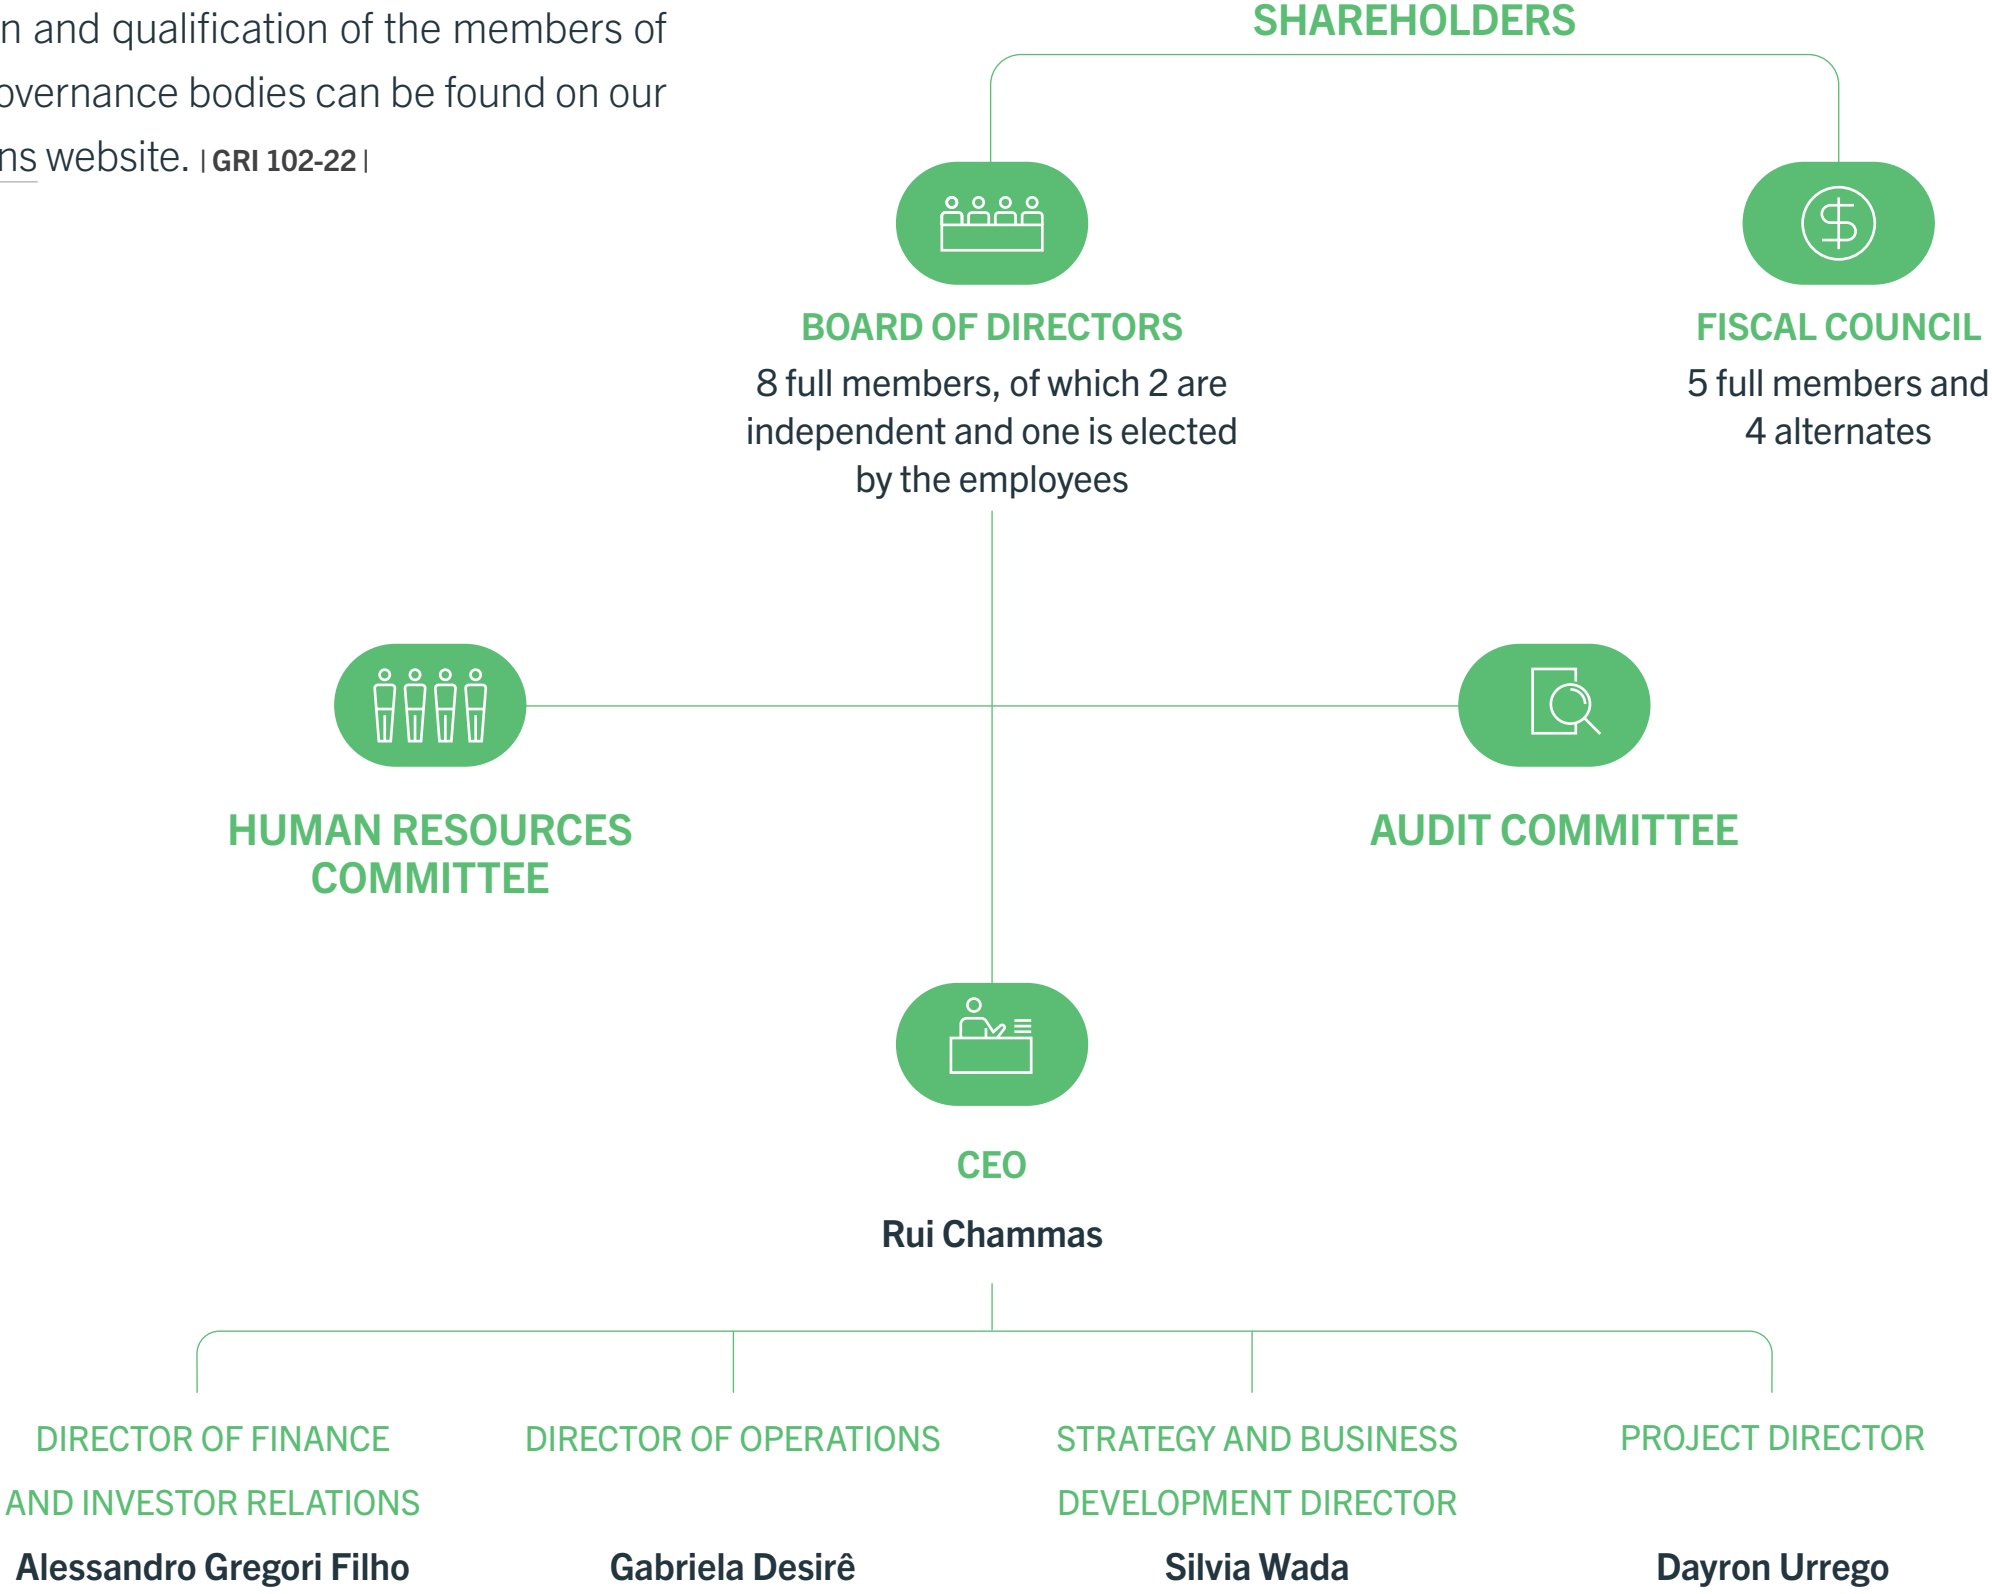 n and qualification of the members of
overnance bodies can be found on our
ns website. | GRI 102-22 |
SHAREHOLDERS
BOARD OF DIRECTORS
8 full members, of which 2 are
independent and one is elected
by the employees
FISCAL COUNCIL
5 full members and
4 alternates
HUMAN RESOURCES
COMMITTEE
AUDIT COMMITTEE
CEO
Rui Chammas
DIRECTOR OF FINANCE
AND INVESTOR RELATIONS
Alessandro Gregori Filho
DIRECTOR OF OPERATIONS
Gabriela Desirê
STRATEGY AND BUSINESS
DEVELOPMENT DIRECTOR
Silvia Wada
PROJECT DIRECTOR
Dayron Urrego